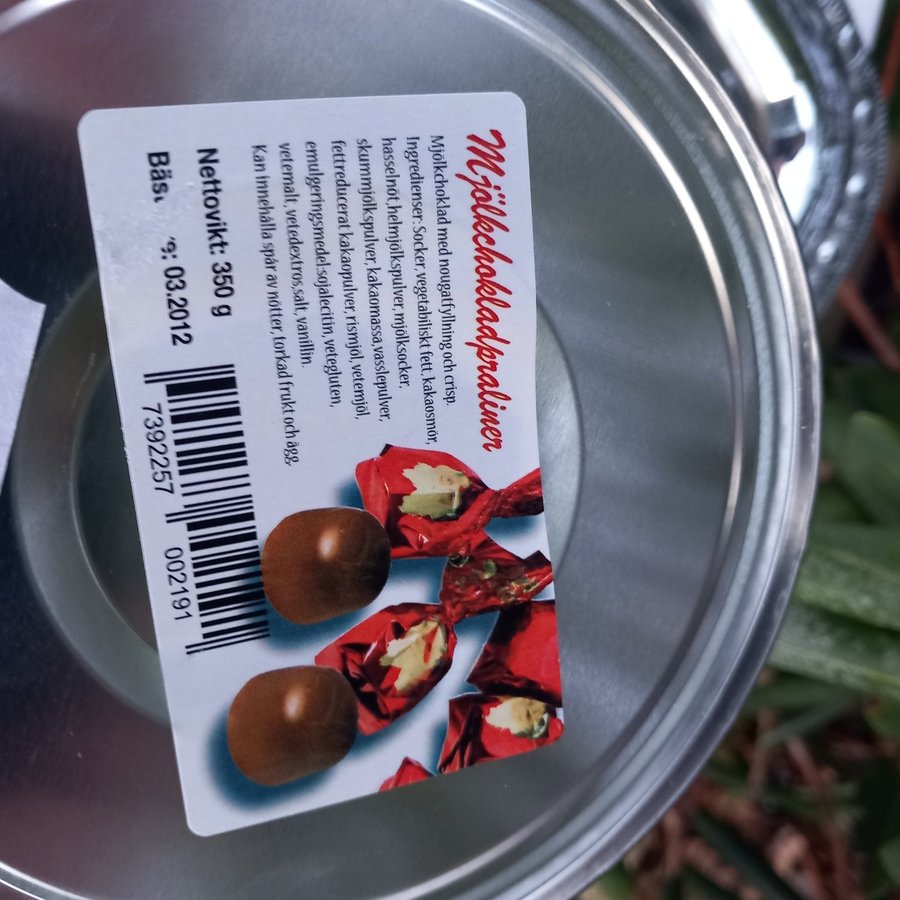 Mjölkchokladpraliner
Mjölkchoklad med nougatfyllning och crisp.
Ingredienser: Socker, vegetabiliskt fett, kakaosmör,
hasselnöt, helmjölkspulver, mjölksocker,
skummjölkspulver, kakaomassa, vasslepulver,
fettreducerat kakaopulver, rismjöl, vetemjöl,
emulgeringsmedel:sojalecitin, vetegluten,
vetemalt, vetedextros,salt, vanillin.
Kan innehålla spår av nötter, torkad frukt och ägg.
Nettovikt: 350 g
03.2012
7392257 002191